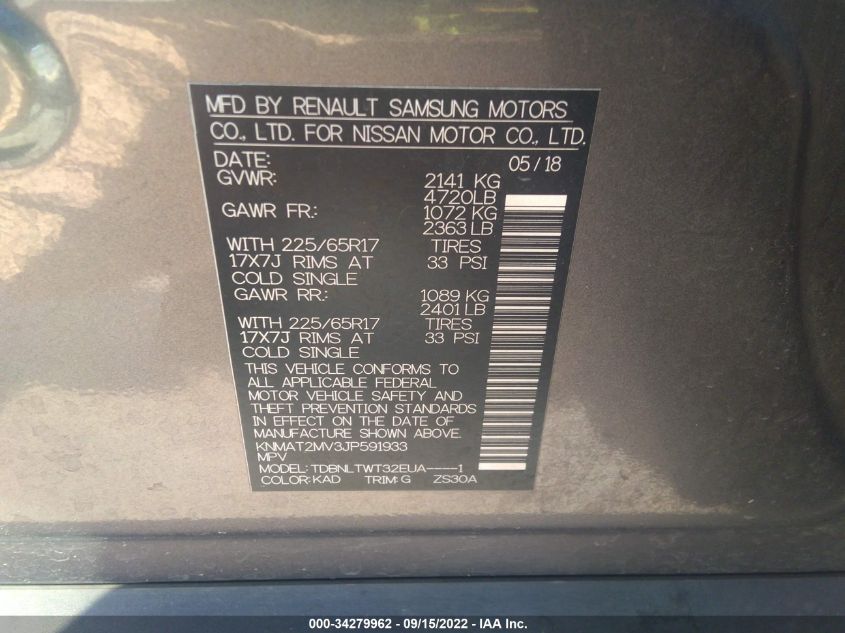 MFD BY RENAULT SAMSUNG MOTORS
CO., LTD. FOR NISSAN MOTOR CO., LTD.
DATE: 05/18
GVWR: 2141 KG
4720LB
GAWR FR.: 1072 KG
2363 LB
WITH 225/65R17 TIRES
17X7J RIMS AT 33 PSI
COLD SINGLE
GAWR RR.: 1089 KG
2401 LB
WITH 225/65R17 TIRES
17X7J RIMS AT 33 PSI
COLD SINGLE
THIS VEHICLE CONFORMS TO
ALL APPLICABLE FEDERAL
MOTOR VEHICLE SAFETY AND
THEFT PREVENTION STANDARDS
IN EFFECT ON THE DATE OF
MANUFACTURE SHOWN ABOVE.
KNMAT2MV3JP591933
MPV
MODEL: TDBNLTWT32EUA----1
COLOR:KAD TRIM:G ZS30A
000-34279962 - 09/15/2022 - IAA Inc.